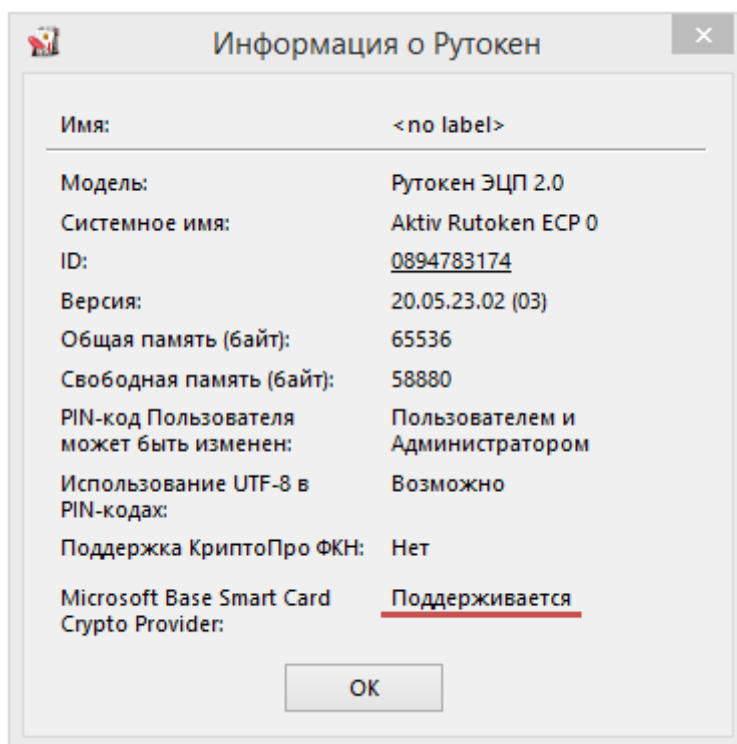 Информация о Рутокен
×
Имя: <no label>
Модель: Рутокен ЭЦП 2.0
Системное имя: Aktiv Rutoken ECP 0
ID: 0894783174
Версия: 20.05.23.02 (03)
Общая память (байт): 65536
Свободная память (байт): 58880
PIN-код Пользователя Пользователем и
может быть изменен: Администратором
Использование UTF-8 в Возможно
PIN-кодах:
Поддержка КриптоПро ФКН: Нет
Microsoft Base Smart Card Поддерживается
Crypto Provider:
ОК